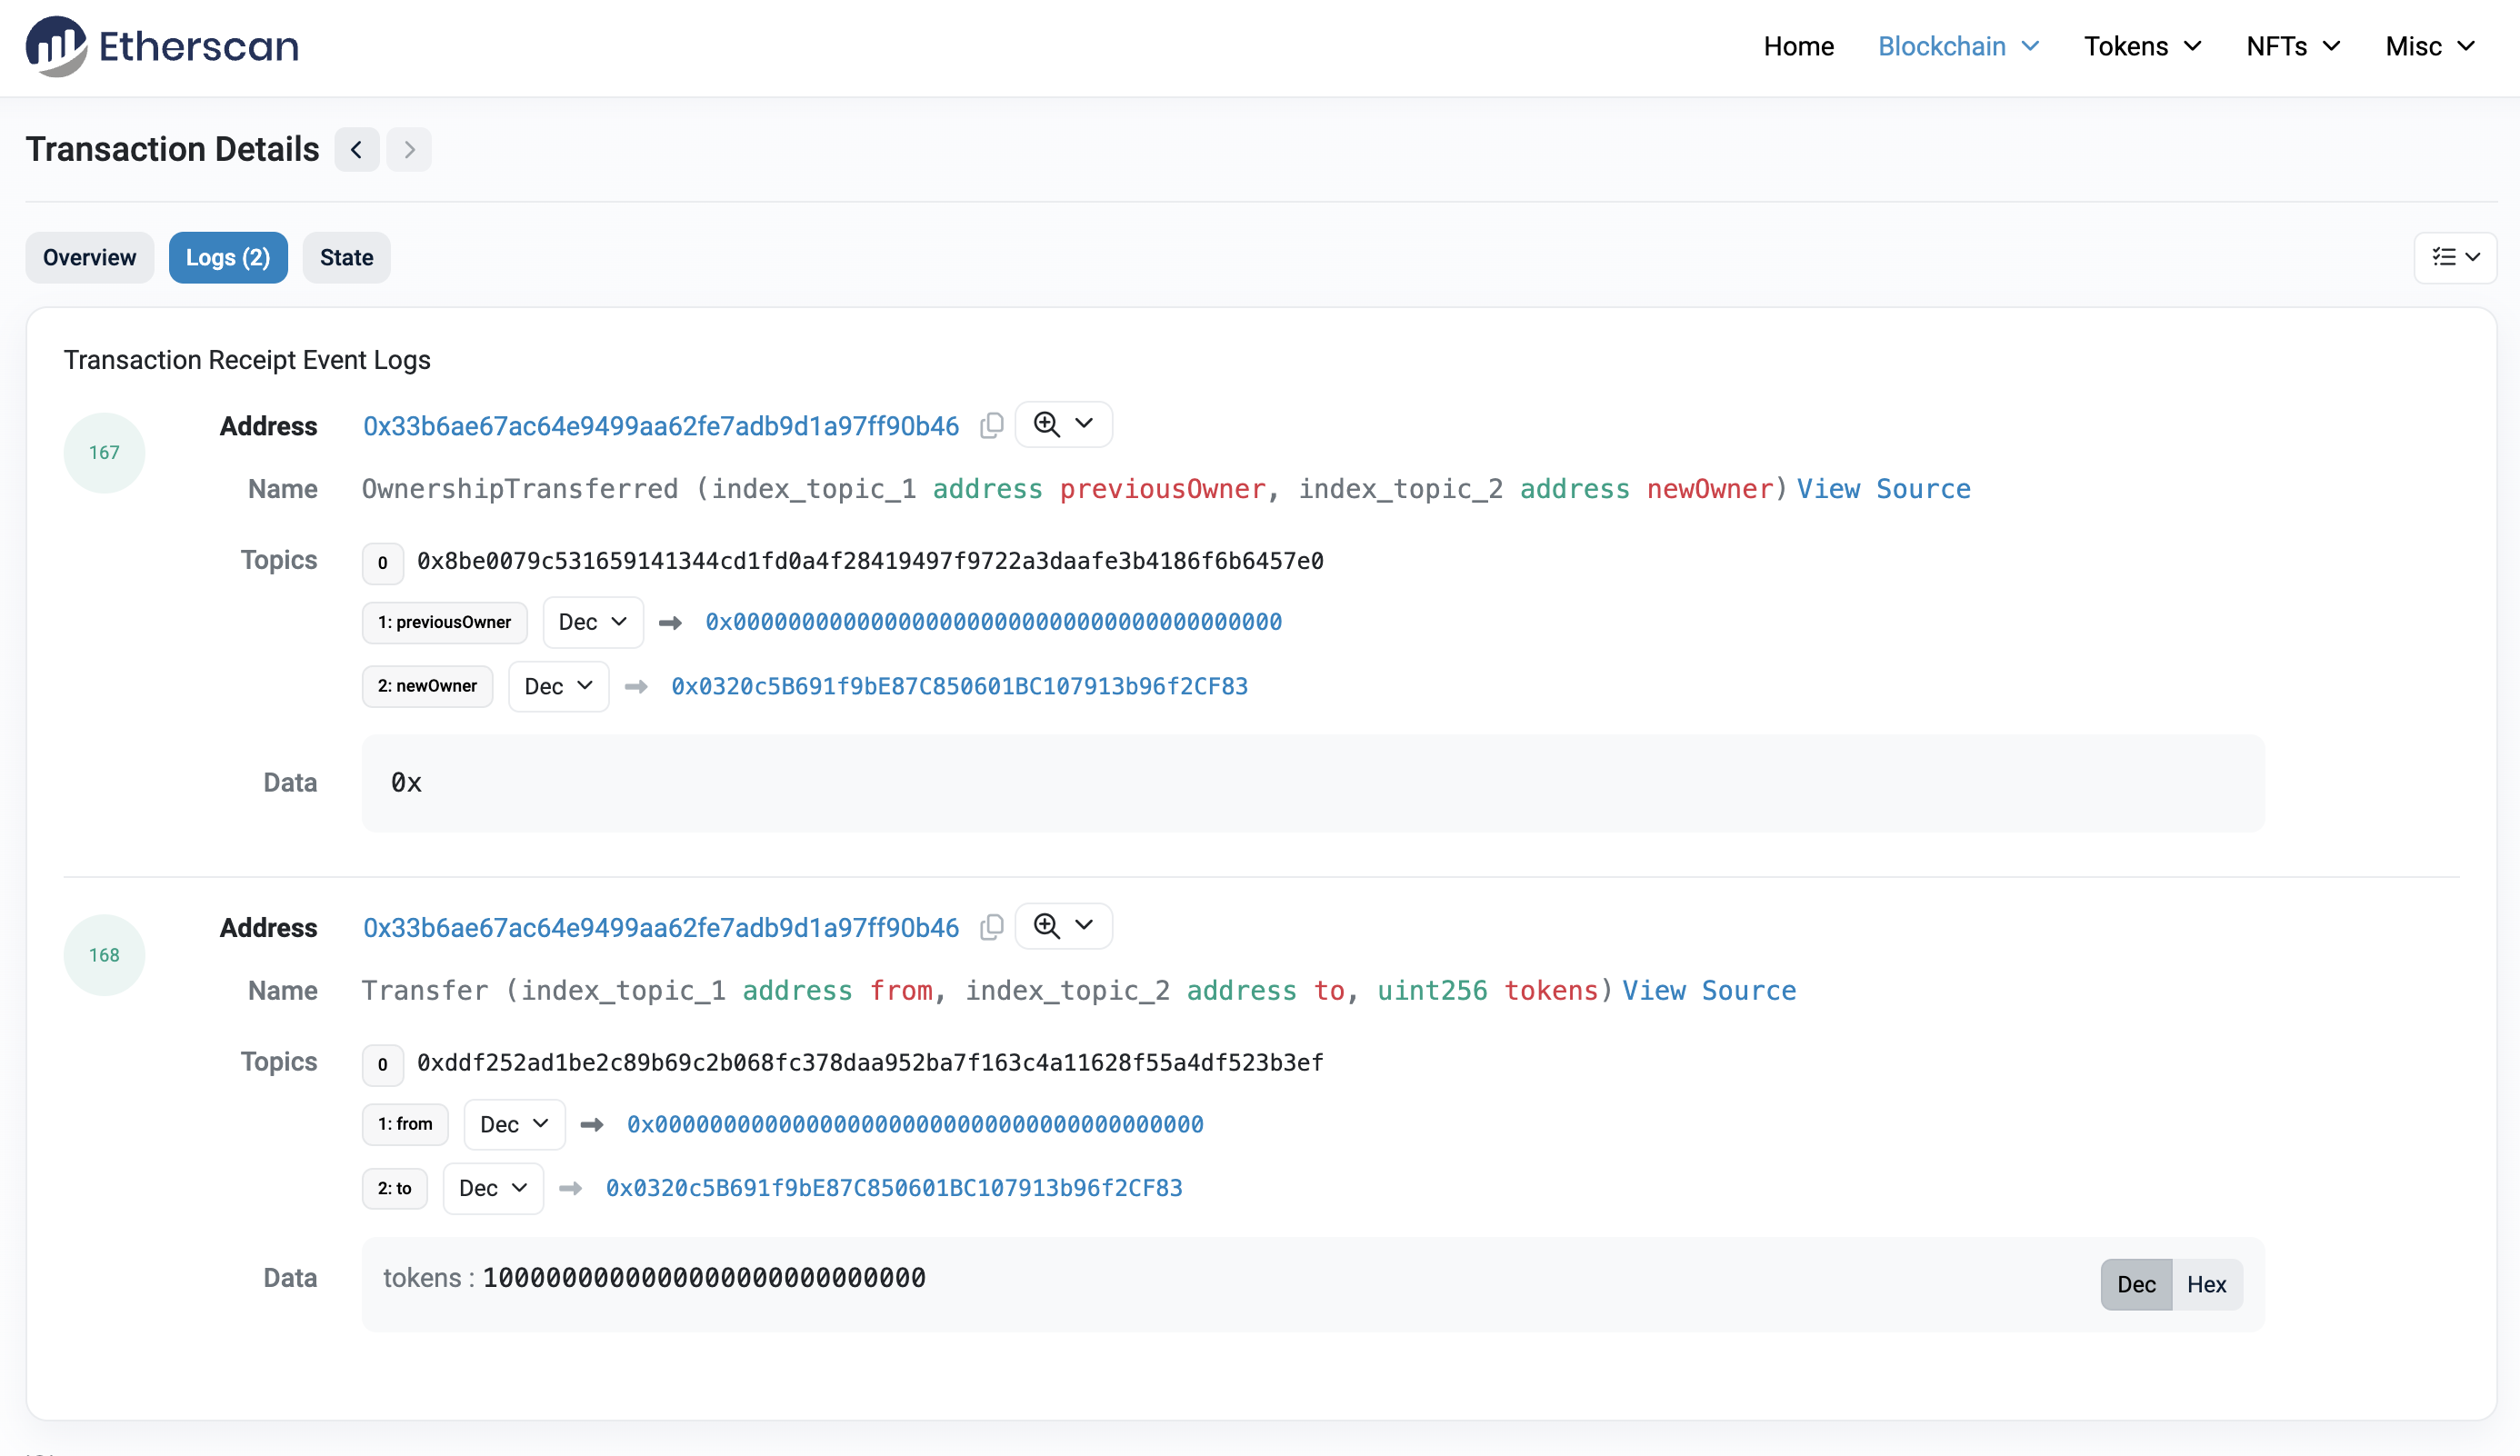 Etherscan
Home Blockchain Tokens NFTs Misc
Transaction Details
Overview Logs (2) State
Transaction Receipt Event Logs
167
Address 0x33b6ae67ac64e9499aa62fe7adb9d1a97ff90b46
Name OwnershipTransferred (index_topic_1 address previousOwner, index_topic_2 address newOwner) View Source
Topics 0 0x8be0079c531659141344cd1fd0a4f28419497f9722a3daafe3b4186f6b6457e0
1: previousOwner Dec 0x0000000000000000000000000000000000000000
2: newOwner Dec 0x0320c5B691f9bE87C850601BC107913b96f2CF83
Data 0x
168
Address 0x33b6ae67ac64e9499aa62fe7adb9d1a97ff90b46
Name Transfer (index_topic_1 address from, index_topic_2 address to, uint256 tokens) View Source
Topics 0 0xddf252ad1be2c89b69c2b068fc378daa952ba7f163c4a11628f55a4df523b3ef
1: from Dec 0x0000000000000000000000000000000000000000
2: to Dec 0x0320c5B691f9bE87C850601BC107913b96f2CF83
Data tokens : 1000000000000000000000000000
Dec Hex